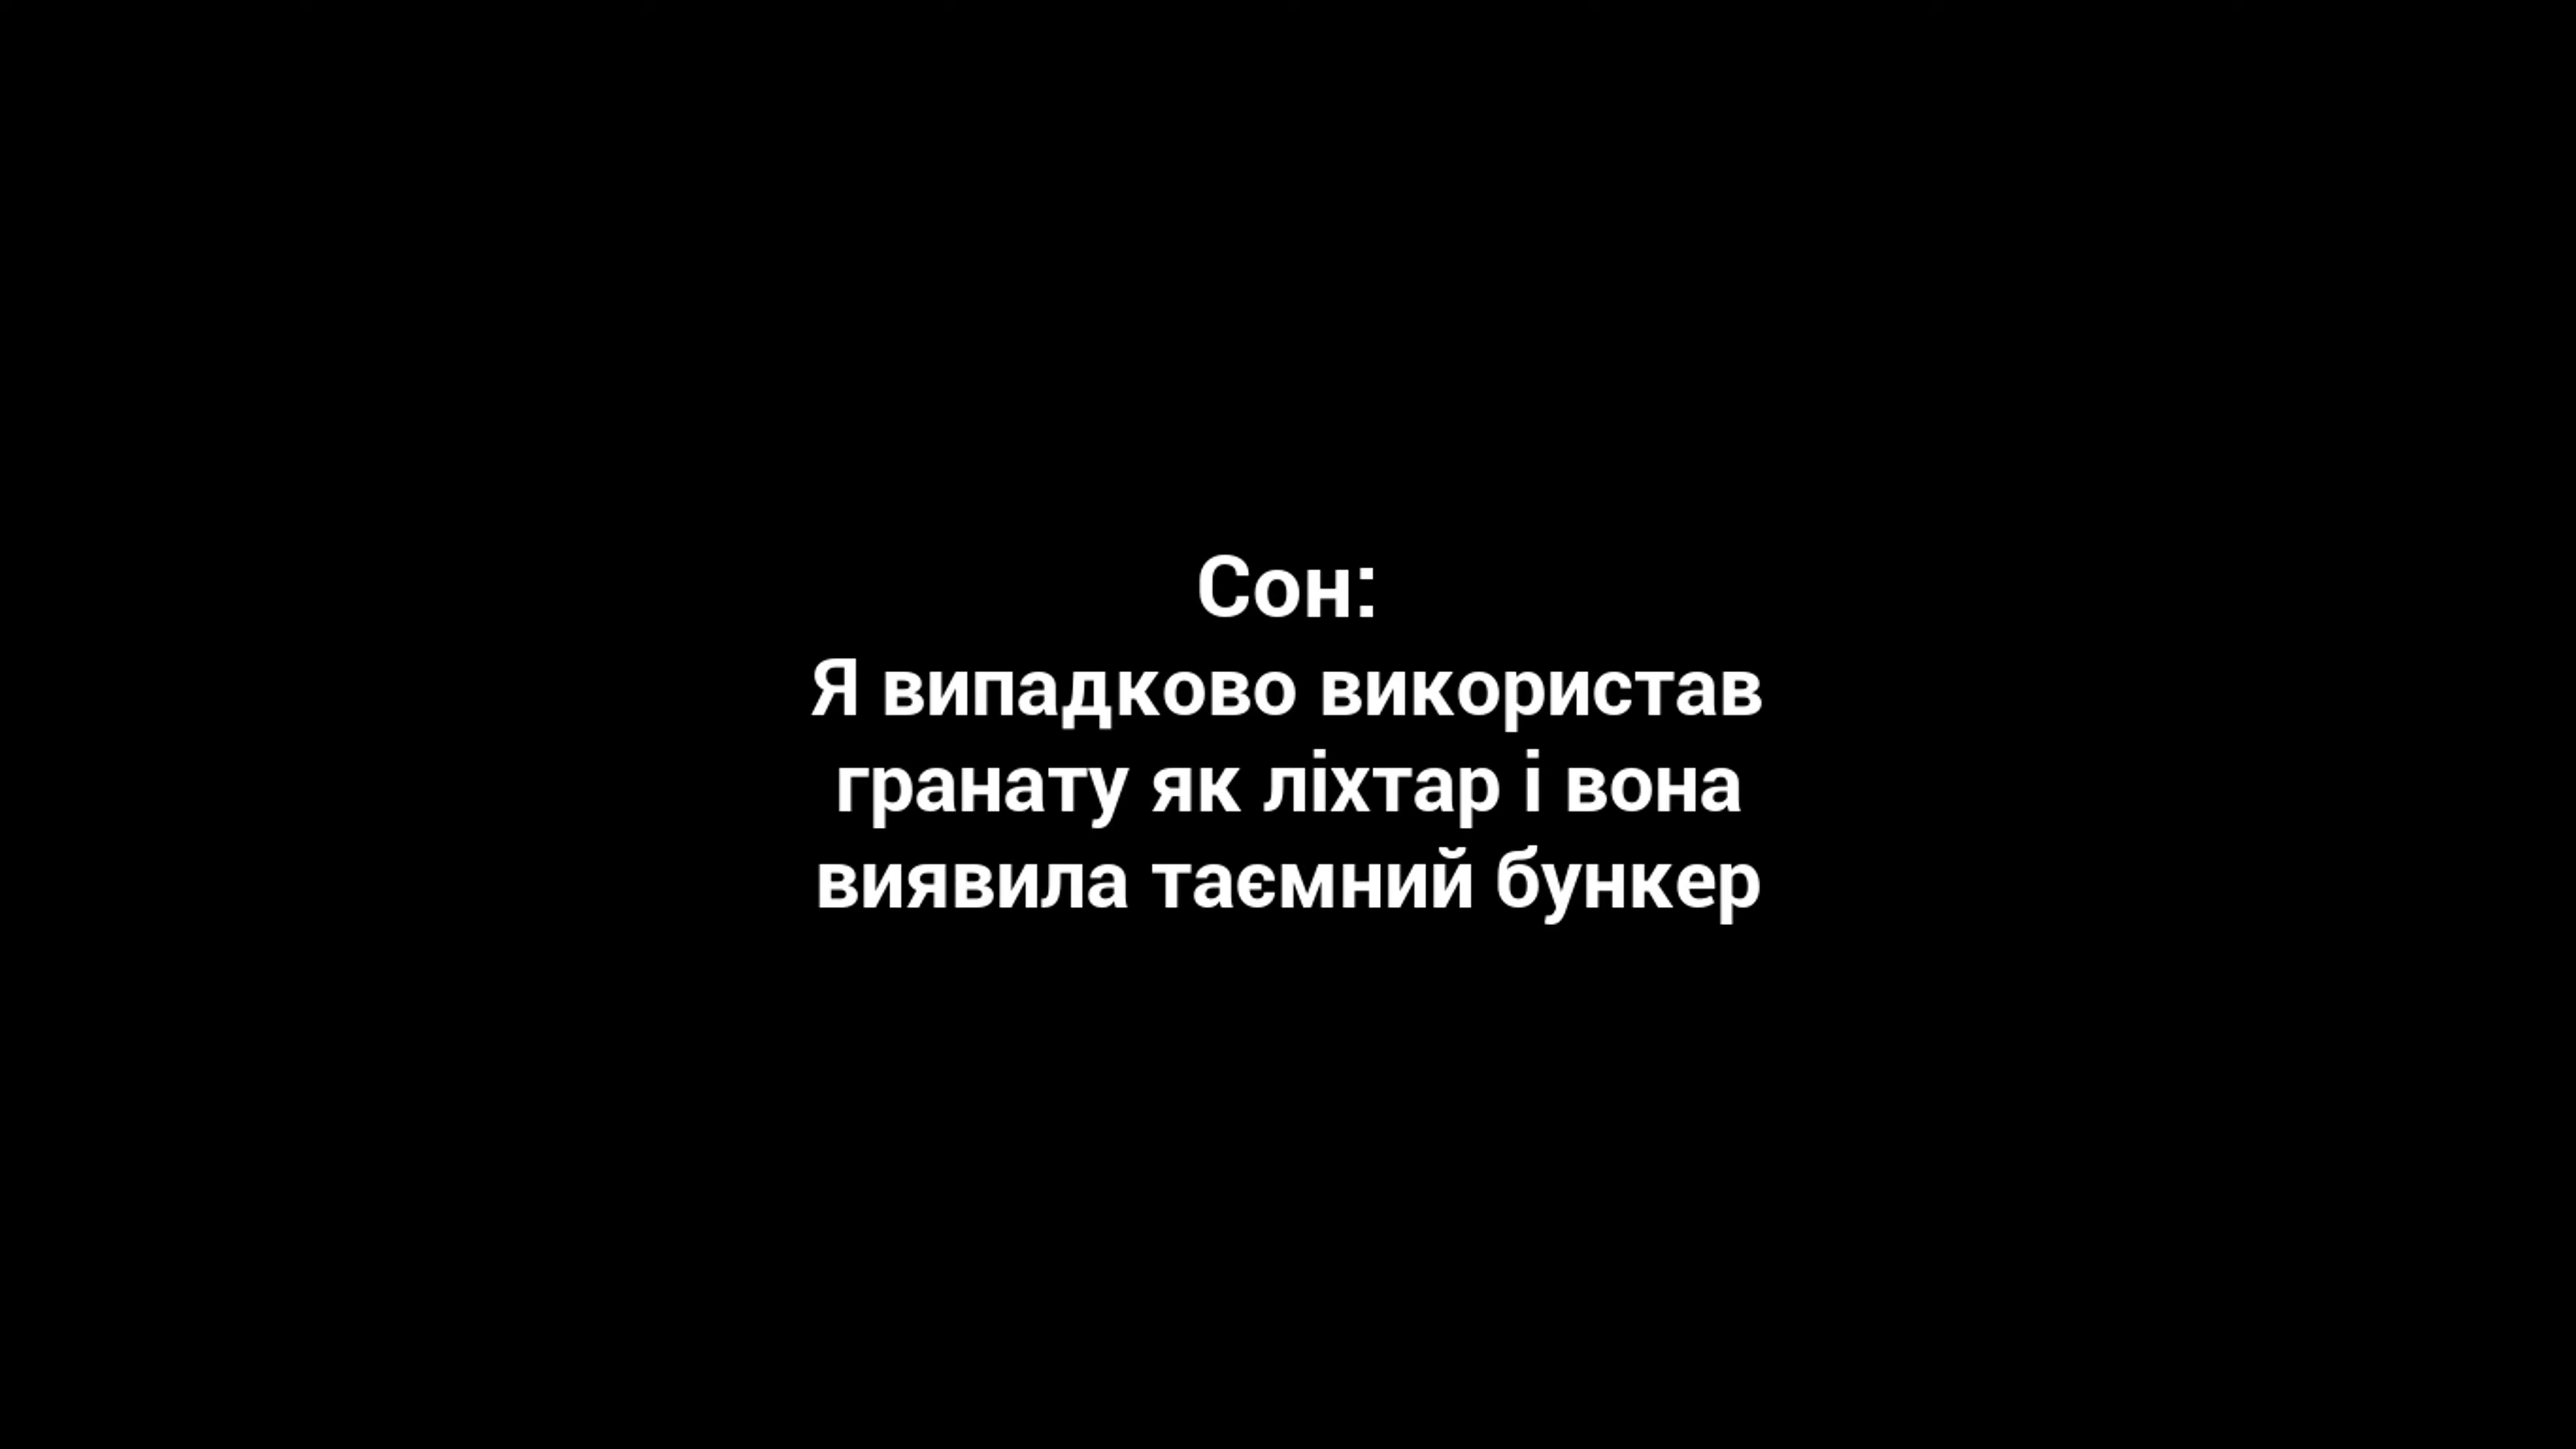 Сон:
Я випадково використав
гранату як ліхтар і вона
виявила таємний бункер